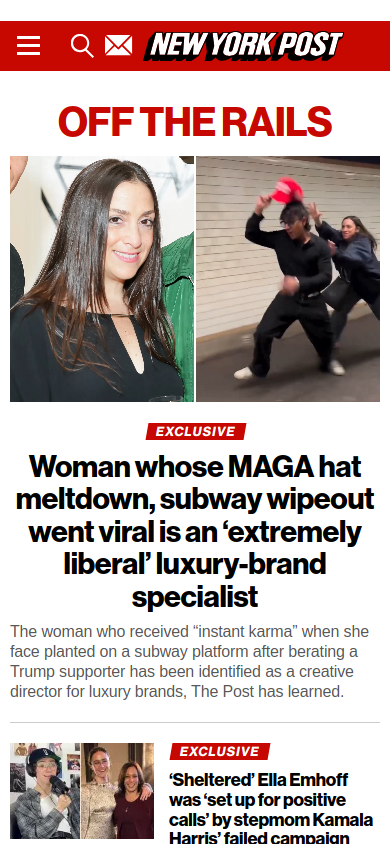 NEW YORK POST
OFF THE RAILS
EXCLUSIVE
Woman whose MAGA hat
meltdown, subway wipeout
went viral is an ‘extremely
liberal’ luxury-brand
specialist
The woman who received “instant karma” when she
face planted on a subway platform after berating a
Trump supporter has been identified as a creative
director for luxury brands, The Post has learned.
EXCLUSIVE
‘Sheltered’ Ella Emhoff
was ‘set up for positive
calls’ by stepmom Kamala
Harris’ failed campaign